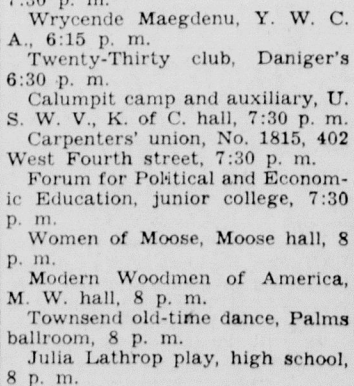 7:30 p. m.
Wrycende Maegdenu, Y. W. C.
A., 6:15 p. m.
Twenty-Thirty club, Daniger's
6:30 p. m.
Calumpit camp and auxiliary, U.
S. W. V., K. of C. hall, 7:30 p. m.
Carpenters' union, No. 1815, 402
West Fourth street, 7:30 p. m.
Forum for Political and Econom-
ic Education, junior college, 7:30
p. m.
Women of Moose, Moose hall, 8
p. m.
Modern Woodmen of America,
M. W. hall, 8 p. m.
Townsend old-time dance, Palms
ballroom, 8 p. m.
Julia Lathrop play, high school,
8 p. m.